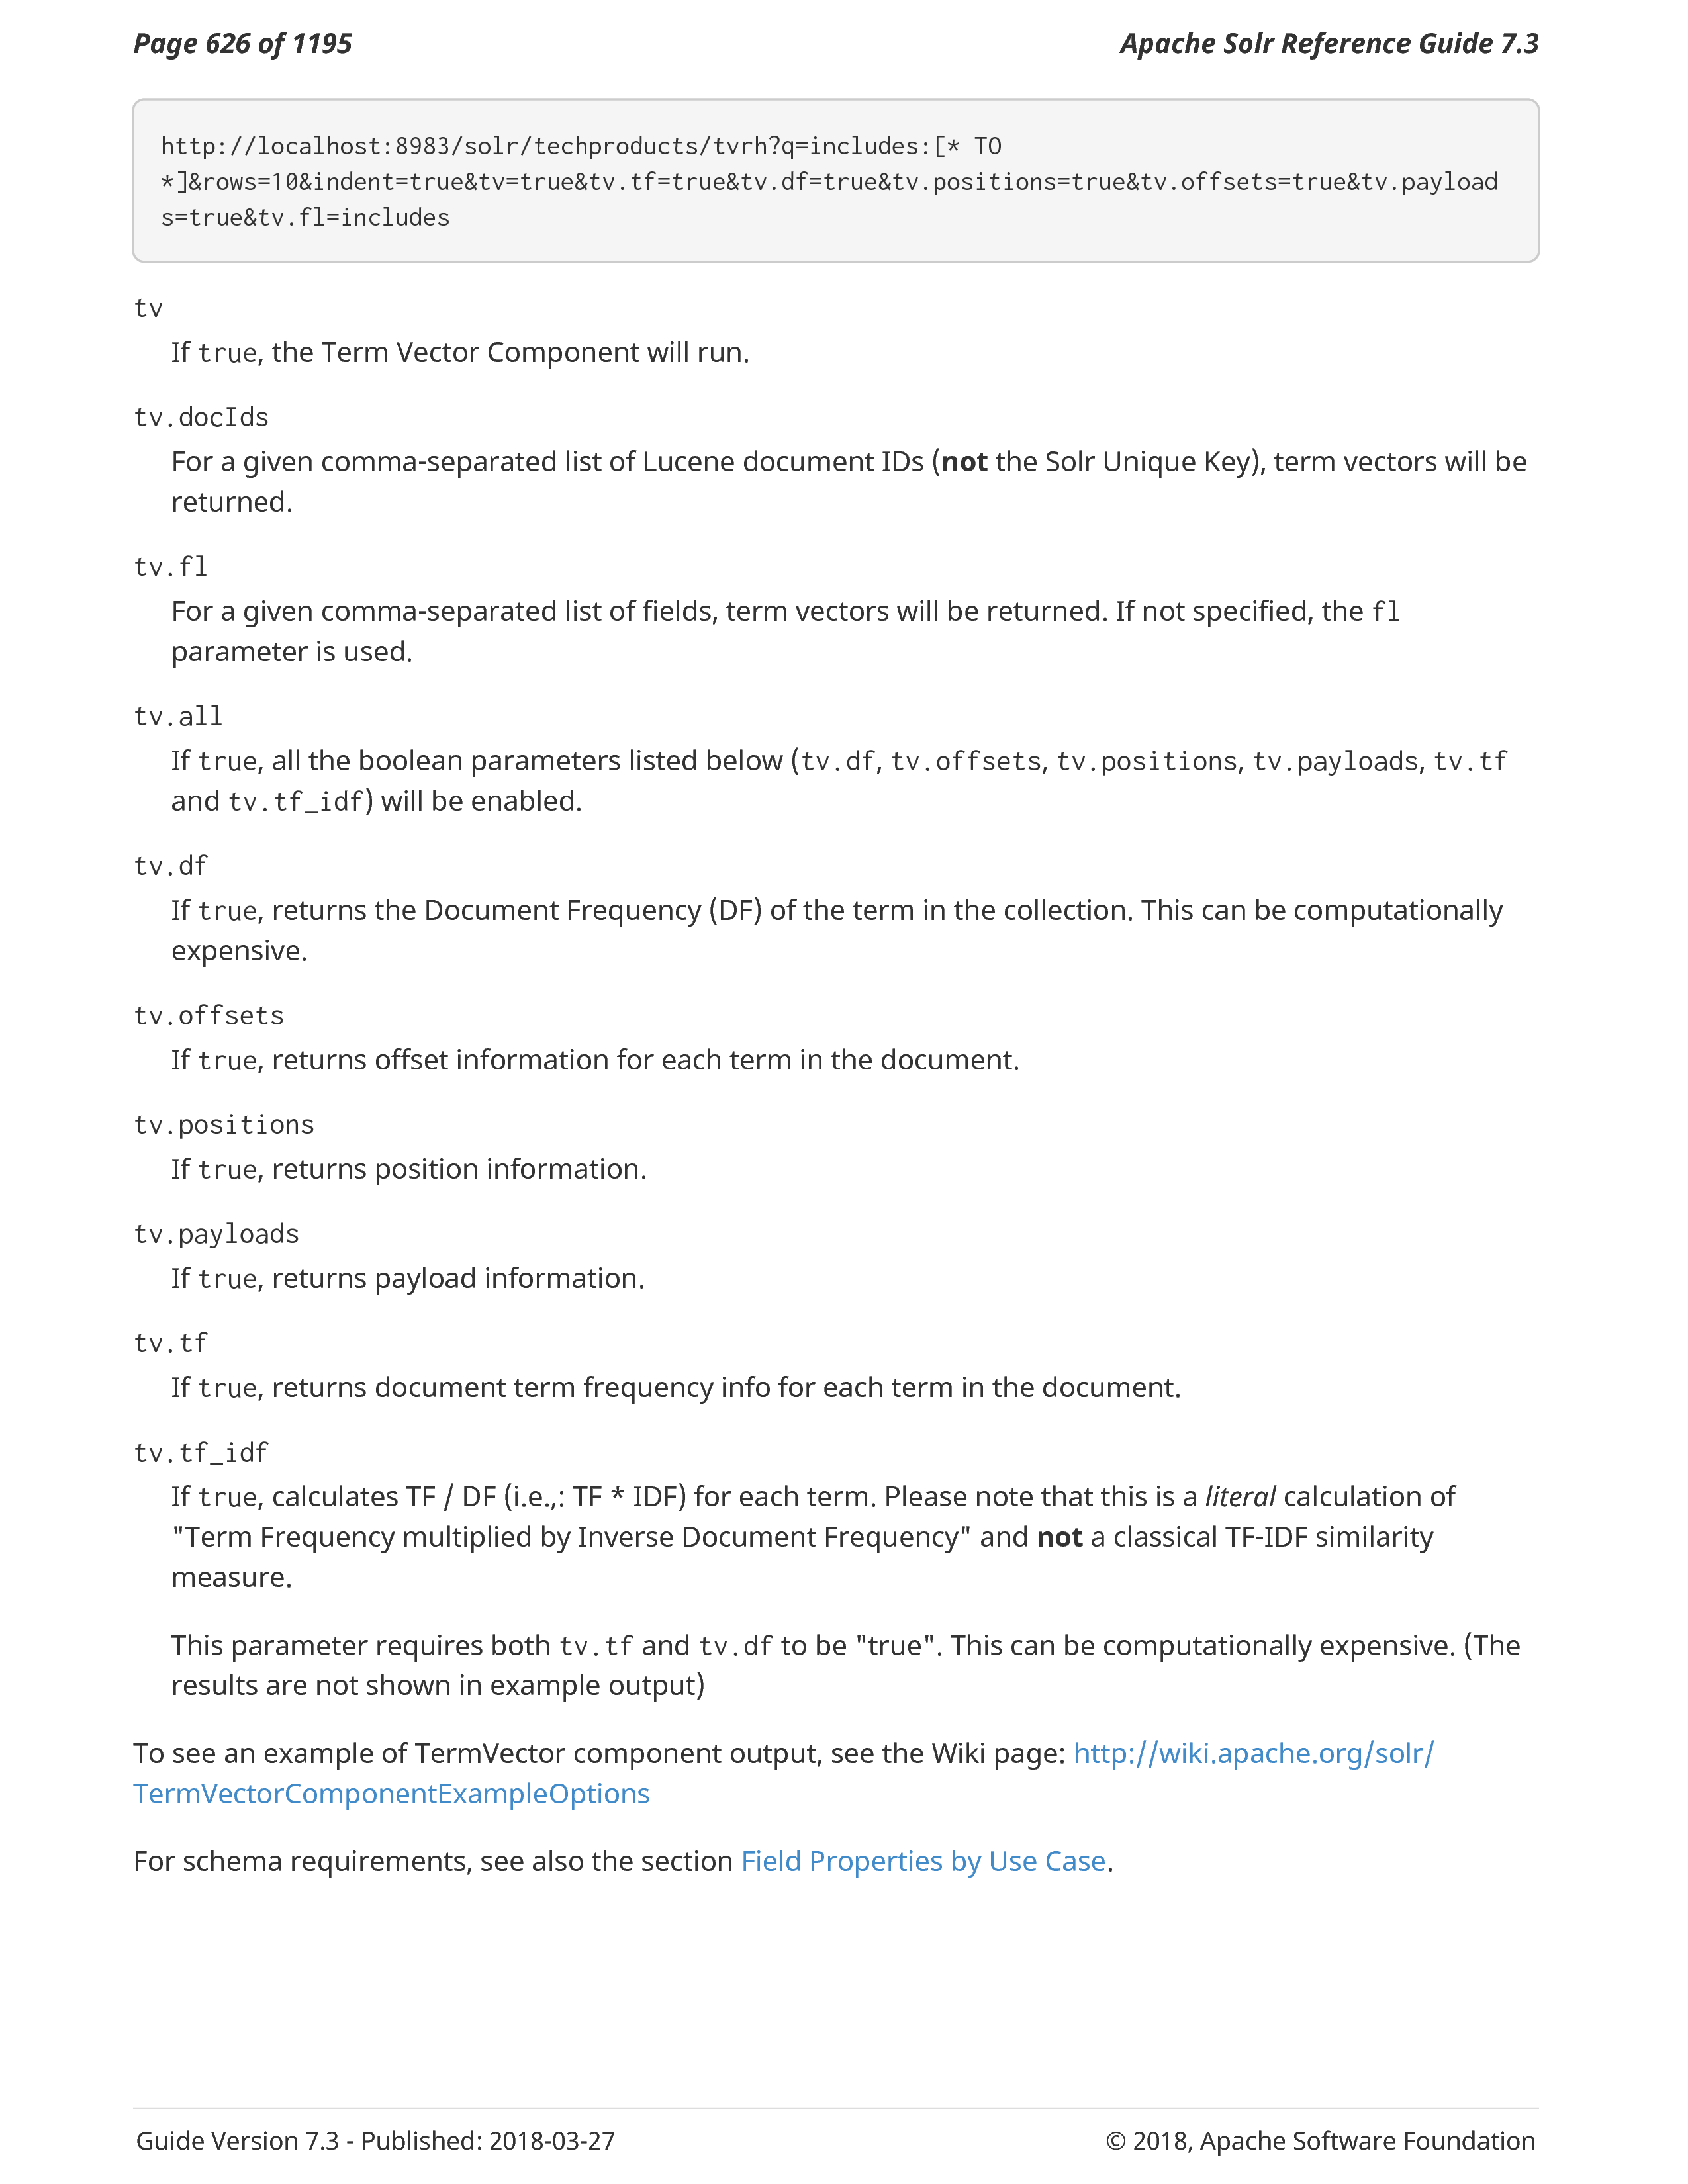 Page 626 of 1195
Apache Solr Reference Guide 7.3
http://localhost:8983/solr/techproducts/tvrh?q=includes:[* TO
*]&rows=10&indent=true&tv=true&tv.tf=true&tv.df=true&tv.positions=true&tv.offsets=true&tv.payload
s=true&tv.fl=includes
tv
If true, the Term Vector Component will run.
tv.docIds
For a given comma-separated list of Lucene document IDs (not the Solr Unique Key), term vectors will be
returned.
tv.fl
For a given comma-separated list of fields, term vectors will be returned. If not specified, the fl
parameter is used.
tv.all
If true, all the boolean parameters listed below (tv.df, tv.offsets, tv.positions, tv.payloads, tv.tf
and tv.tf_idf) will be enabled.
tv.df
If true, returns the Document Frequency (DF) of the term in the collection. This can be computationally
expensive.
tv.offsets
If true, returns offset information for each term in the document.
tv.positions
If true, returns position information.
tv.payloads
If true, returns payload information.
tv.tf
If true, returns document term frequency info for each term in the document.
tv.tf_idf
If true, calculates TF / DF (i.e.,: TF * IDF) for each term. Please note that this is a literal calculation of
"Term Frequency multiplied by Inverse Document Frequency" and not a classical TF-IDF similarity
measure.
This parameter requires both tv.tf and tv.df to be "true". This can be computationally expensive. (The
results are not shown in example output)
To see an example of TermVector component output, see the Wiki page: http://wiki.apache.org/solr/
TermVectorComponentExampleOptions
For schema requirements, see also the section Field Properties by Use Case.
Guide Version 7.3 - Published: 2018-03-27
© 2018, Apache Software Foundation